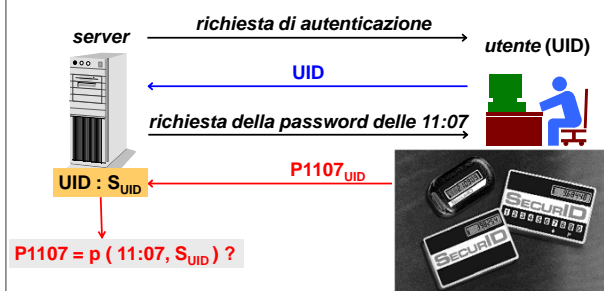 richiesta di autenticazione
server
utente (UID)
UID
richiesta della password delle 11:07
P1107UID
UID : SUID
P1107 = p ( 11:07, SUID ) ?
SECURID
SECURID
SECURID